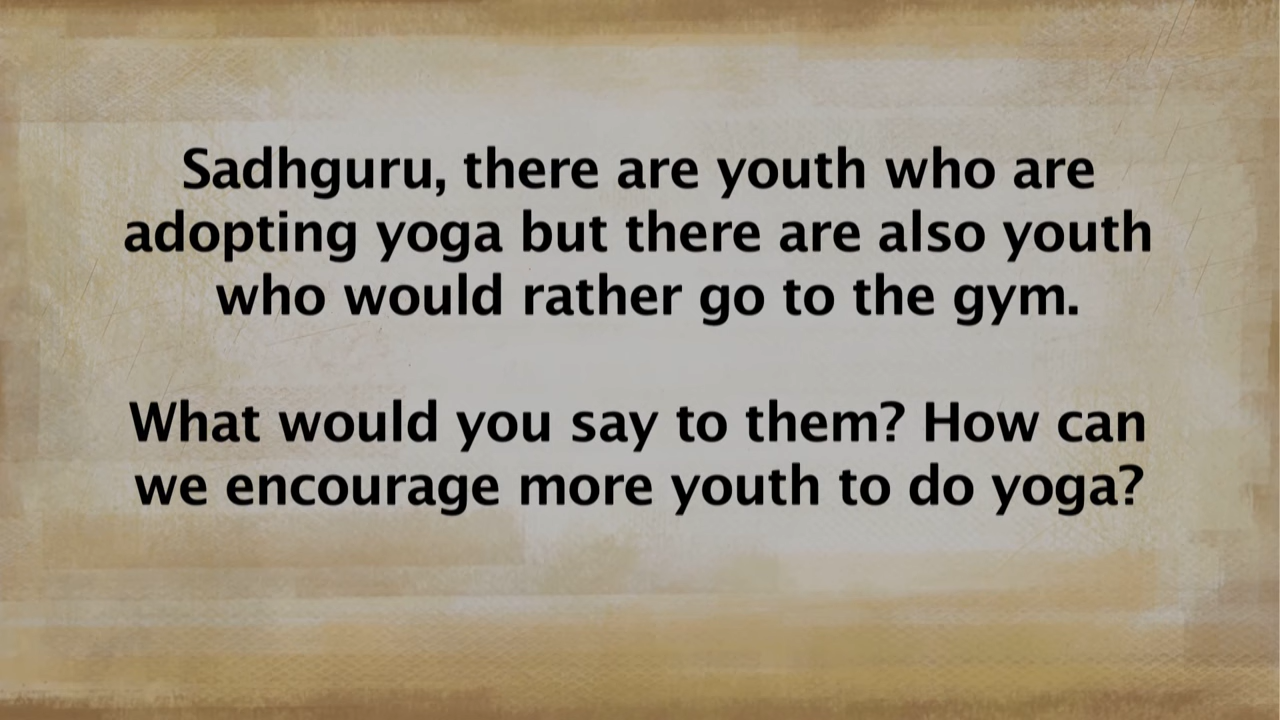 Sadhguru, there are youth who are
adopting yoga but there are also youth
who would rather go to the gym.
What would you say to them? How can
we encourage more youth to do yoga?